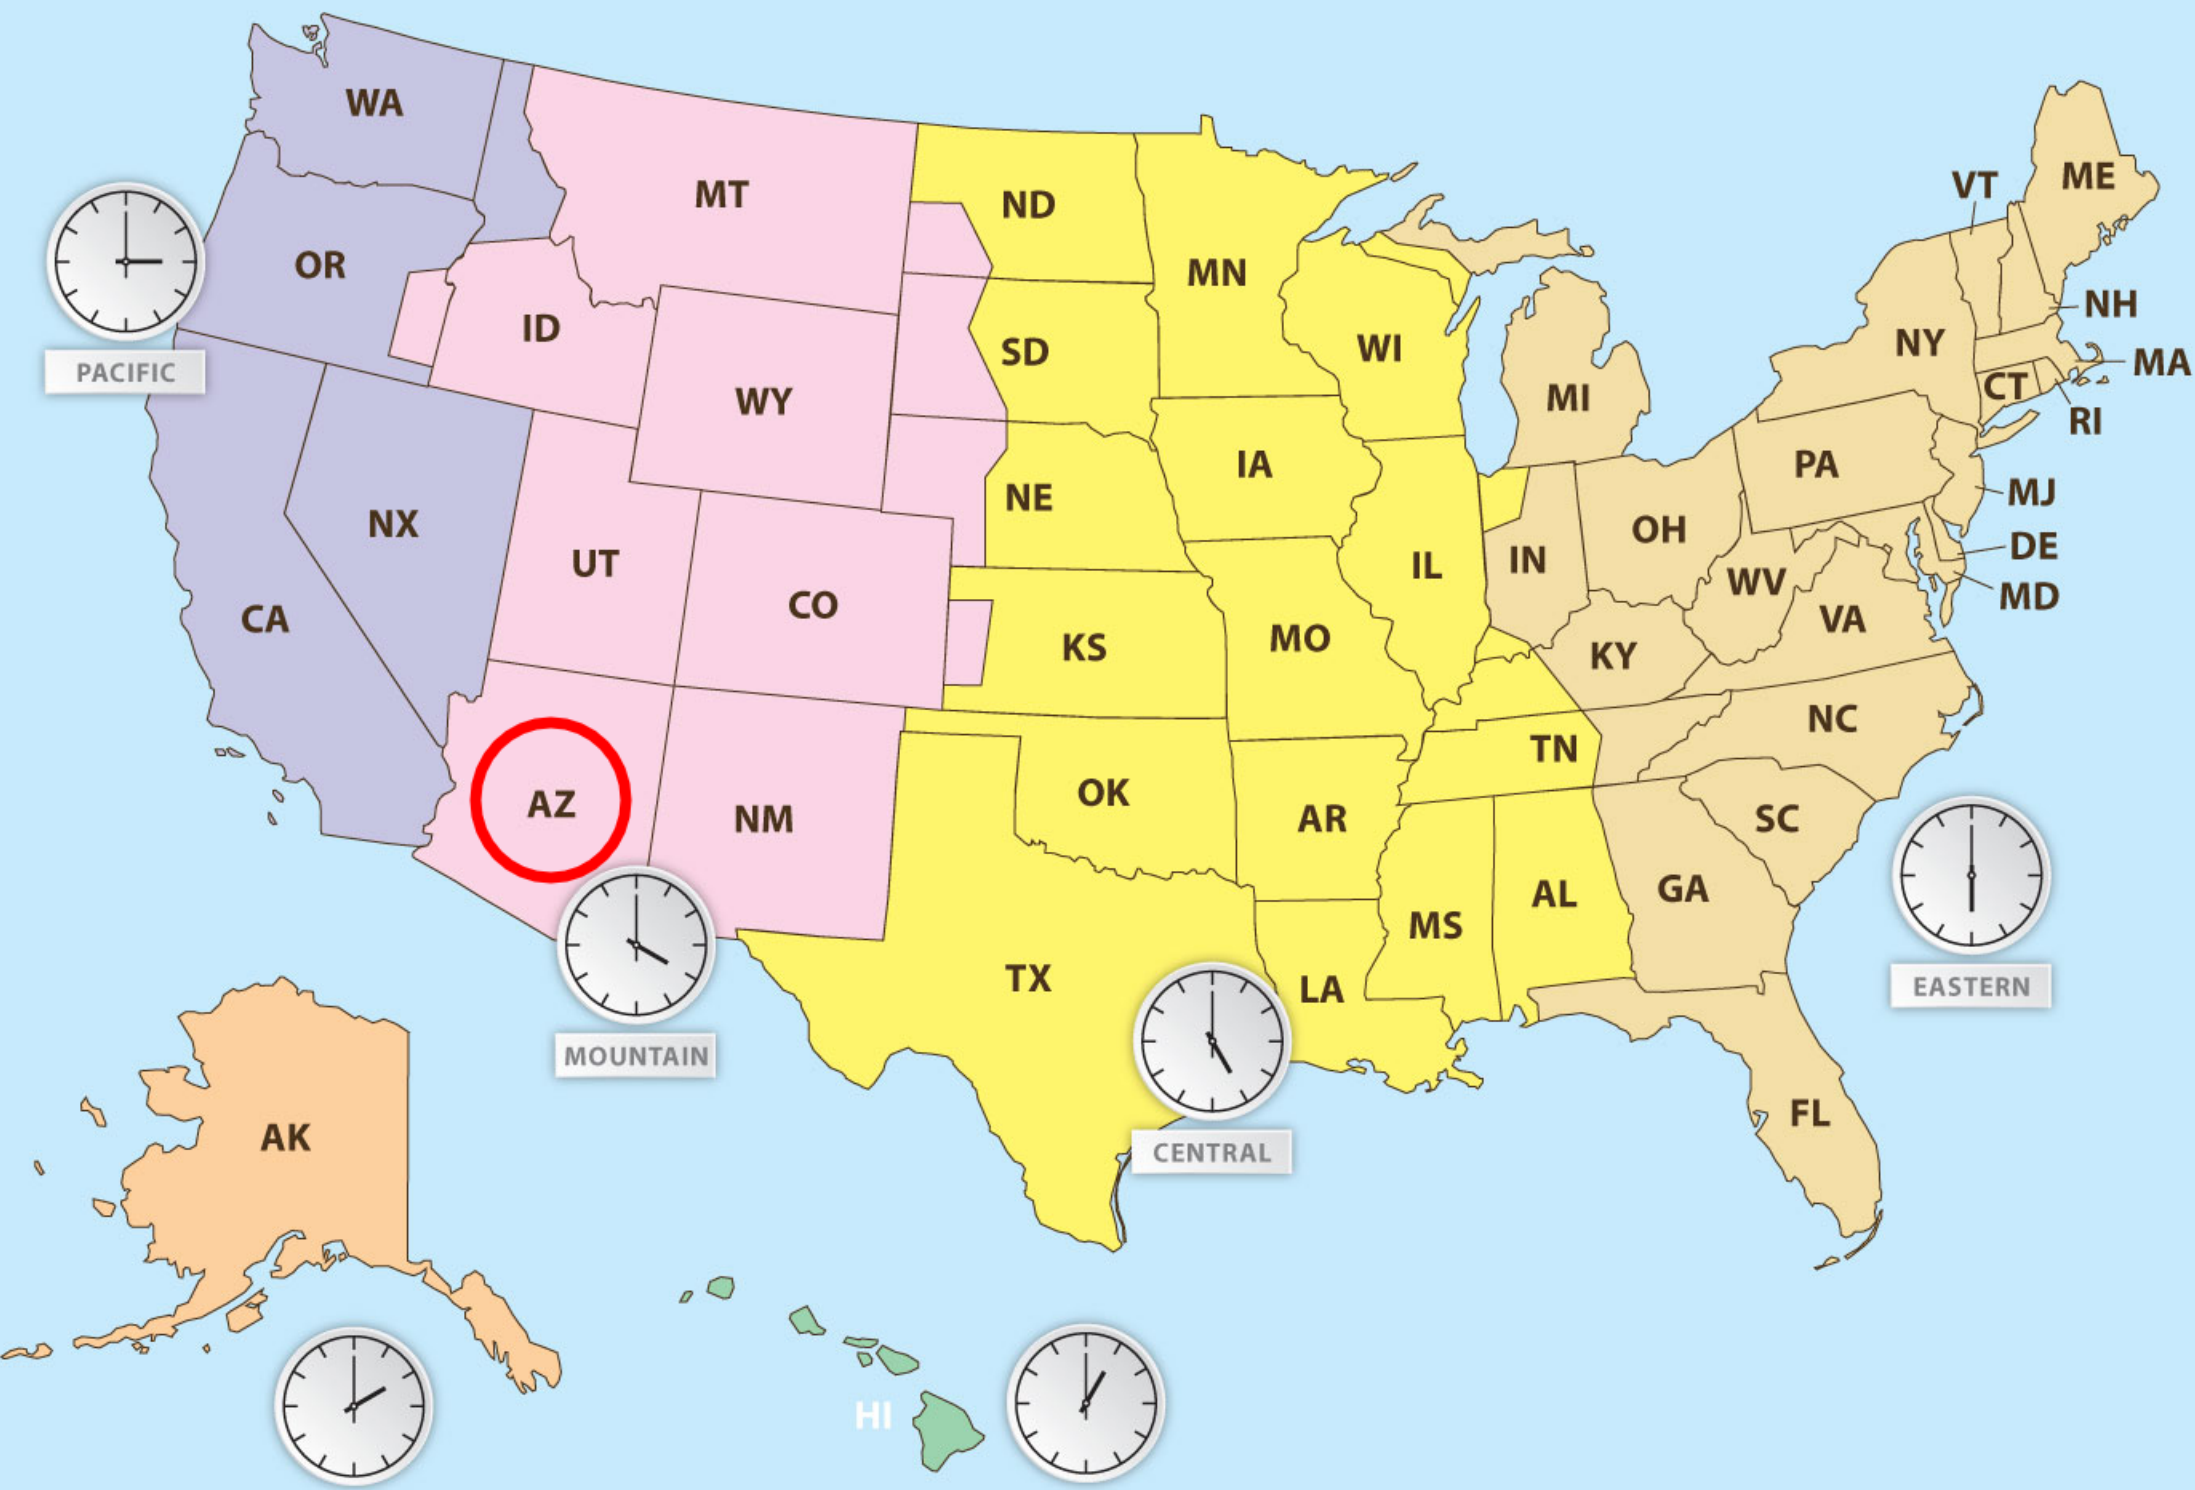 WA
MT
ND
MN
VT
ME
OR
ID
SD
WI
MI
NY
NH
MA
CT
RI
PACIFIC
WY
NE
IA
PA
MJ
NX
UT
CO
IL
IN
OH
WV
DE
MD
CA
KS
MO
KY
VA
AZ
NM
OK
AR
TN
NC
SC
MS
AL
GA
TX
LA
EASTERN
MOUNTAIN
CENTRAL
FL
AK
HI